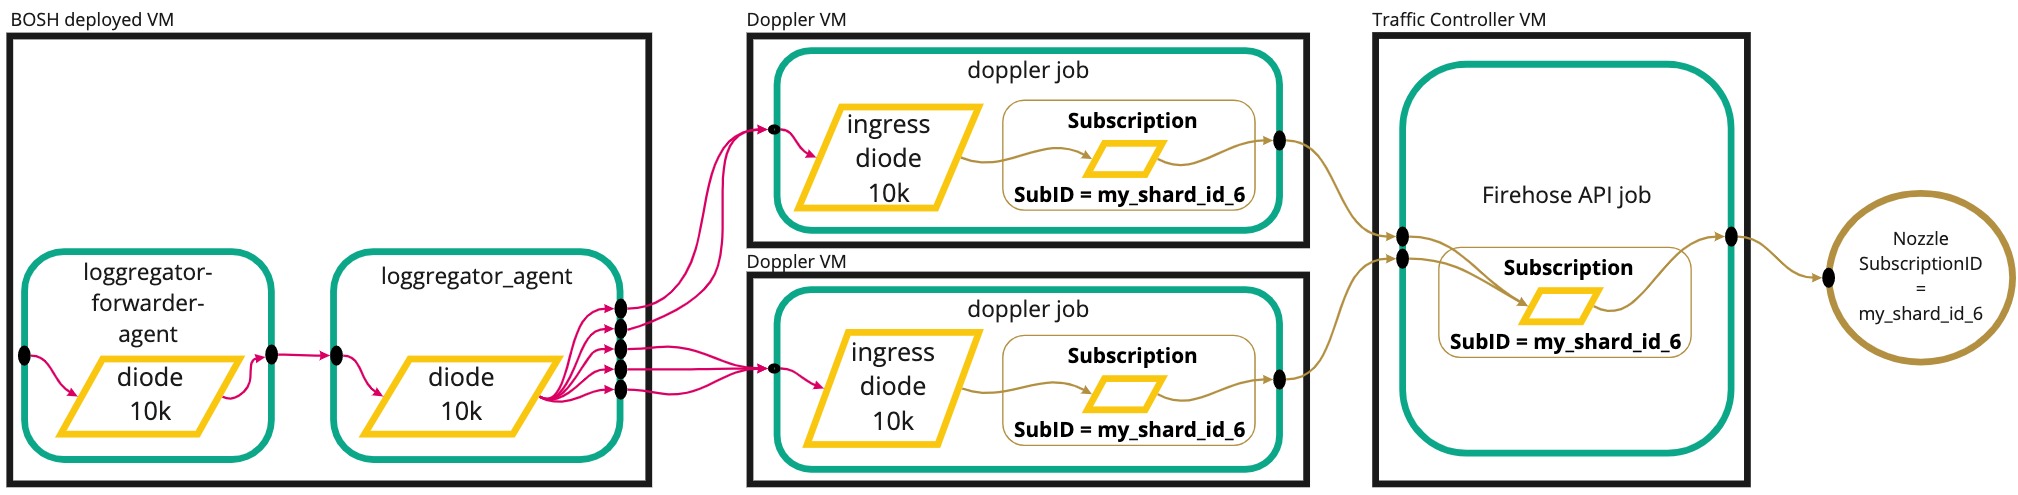 BOSH deployed VM
loggregator-
forwarder-
agent
diode
10k
loggregator_agent
diode
10k
Doppler VM
doppler job
ingress
diode
10k
Subscription
SubID = my_shard_id_6
Doppler VM
doppler job
ingress
diode
10k
Subscription
SubID = my_shard_id_6
Traffic Controller VM
Firehose API job
Subscription
SubID = my_shard_id_6
Nozzle
SubscriptionID
=
my_shard_id_6